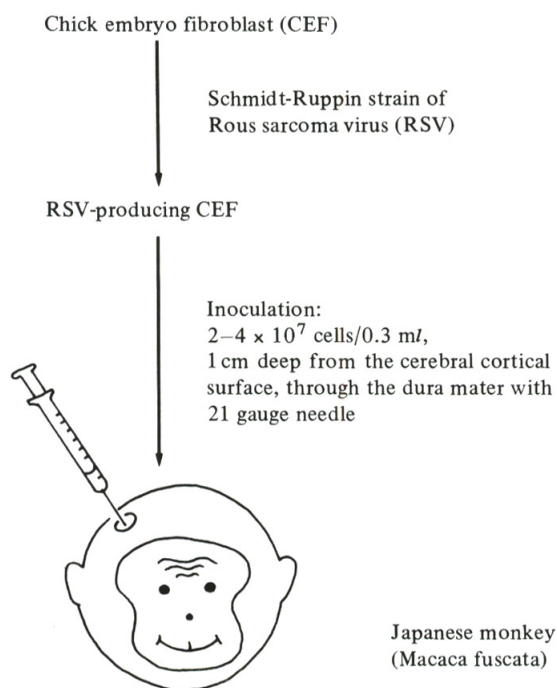 Chick embryo fibroblast (CEF)
Schmidt-Ruppin strain of
Rous sarcoma virus (RSV)
RSV-producing CEF
Inoculation:
2–4 × 10⁷ cells/0.3 ml,
1 cm deep from the cerebral cortical
surface, through the dura mater with
21 gauge needle
Japanese monkey
(Macaca fuscata)